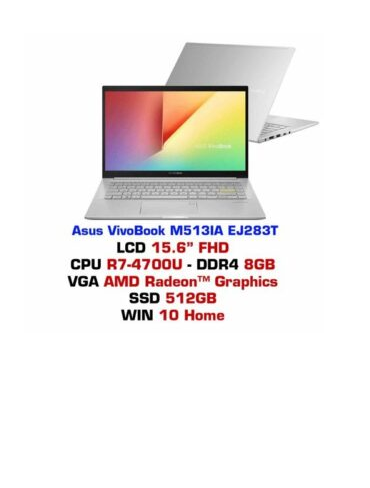 Asus VivoBook M513IA EJ283T
LCD 15.6” FHD
CPU R7-4700U - DDR4 8GB
VGA AMD Radeon™ Graphics
SSD 512GB
WIN 10 Home